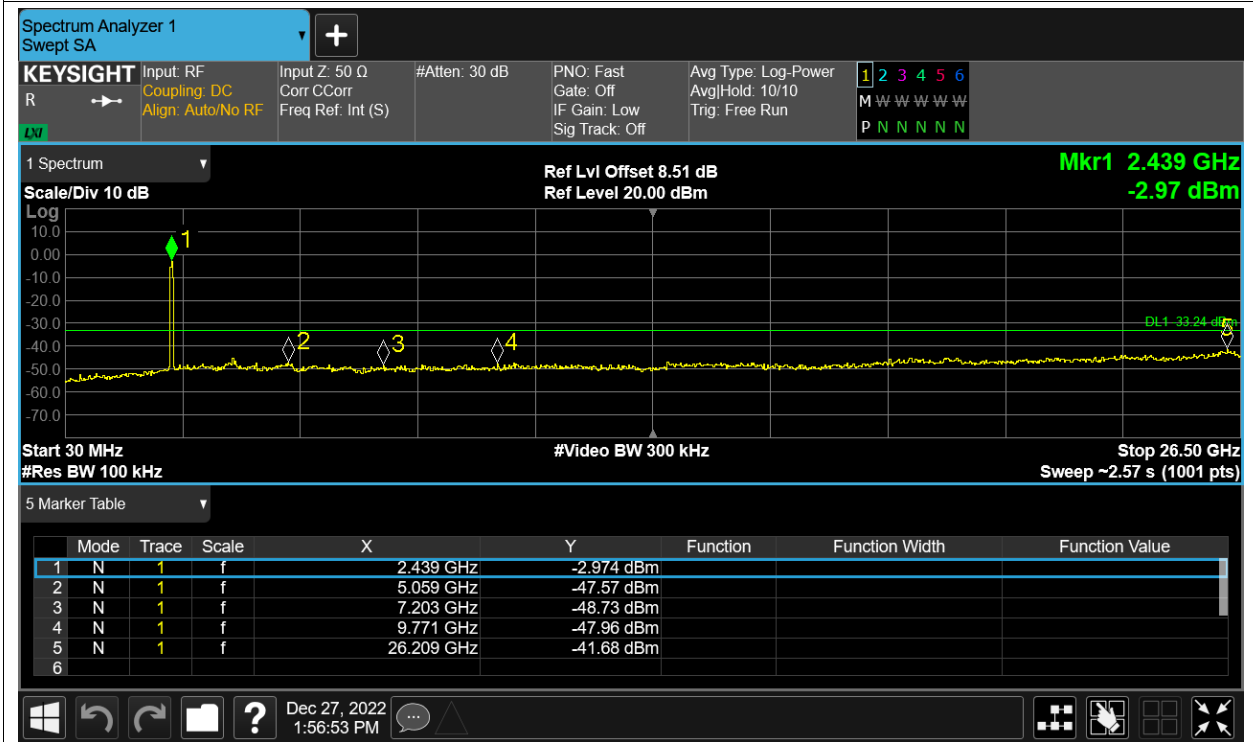 Spectrum Analyzer 1
Swept SA
KEYSIGHT
R
LXI
Input: RF
Coupling: DC
Align: Auto/No RF
Input Z: 50 Ω
Corr CCorr
Freq Ref: Int (S)
#Atten: 30 dB
PNO: Fast
Gate: Off
IF Gain: Low
Sig Track: Off
Avg Type: Log-Power
Avg|Hold: 10/10
Trig: Free Run
1 2 3 4 5 6
M W W W W W
P N N N N N
1 Spectrum
Scale/Div 10 dB
Ref Lvl Offset 8.51 dB
Ref Level 20.00 dBm
Mkr1 2.439 GHz
-2.97 dBm
Log
10.0
0.00
-10.0
-20.0
-30.0
-40.0
-50.0
-60.0
-70.0
1
2
3
4
5
DL1 -33.24 dBm
Start 30 MHz
#Res BW 100 kHz
#Video BW 300 kHz
Stop 26.50 GHz
Sweep ~2.57 s (1001 pts)
5 Marker Table
Mode Trace Scale X Y Function Function Width Function Value
1 N 1 f 2.439 GHz -2.974 dBm
2 N 1 f 5.059 GHz -47.57 dBm
3 N 1 f 7.203 GHz -48.73 dBm
4 N 1 f 9.771 GHz -47.96 dBm
5 N 1 f 26.209 GHz -41.68 dBm
6
?
Dec 27, 2022
1:56:53 PM